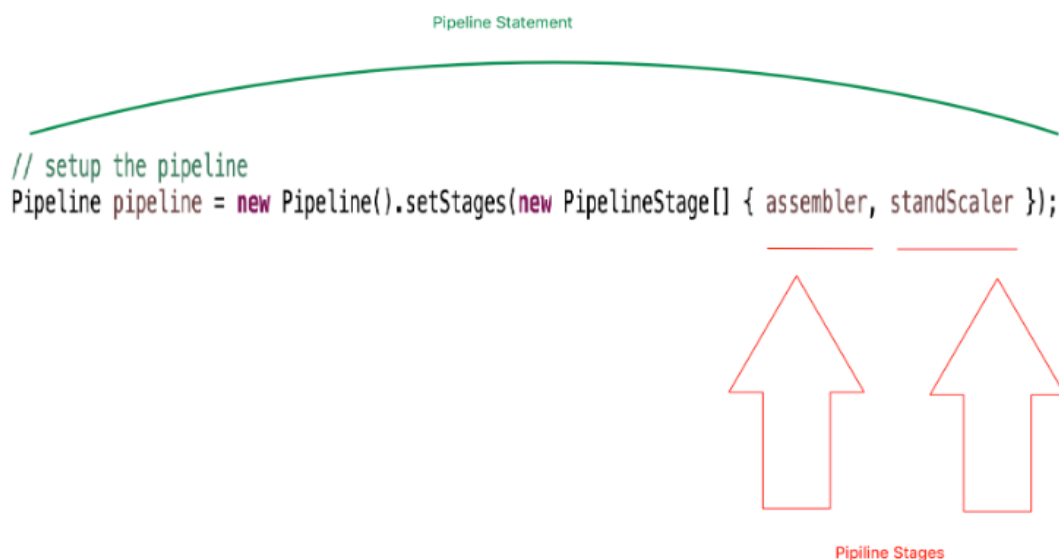 Pipeline Statement
// setup the pipeline
Pipeline pipeline = new Pipeline().setStages(new PipelineStage[] { assembler, standScaler });
Pipiline Stages